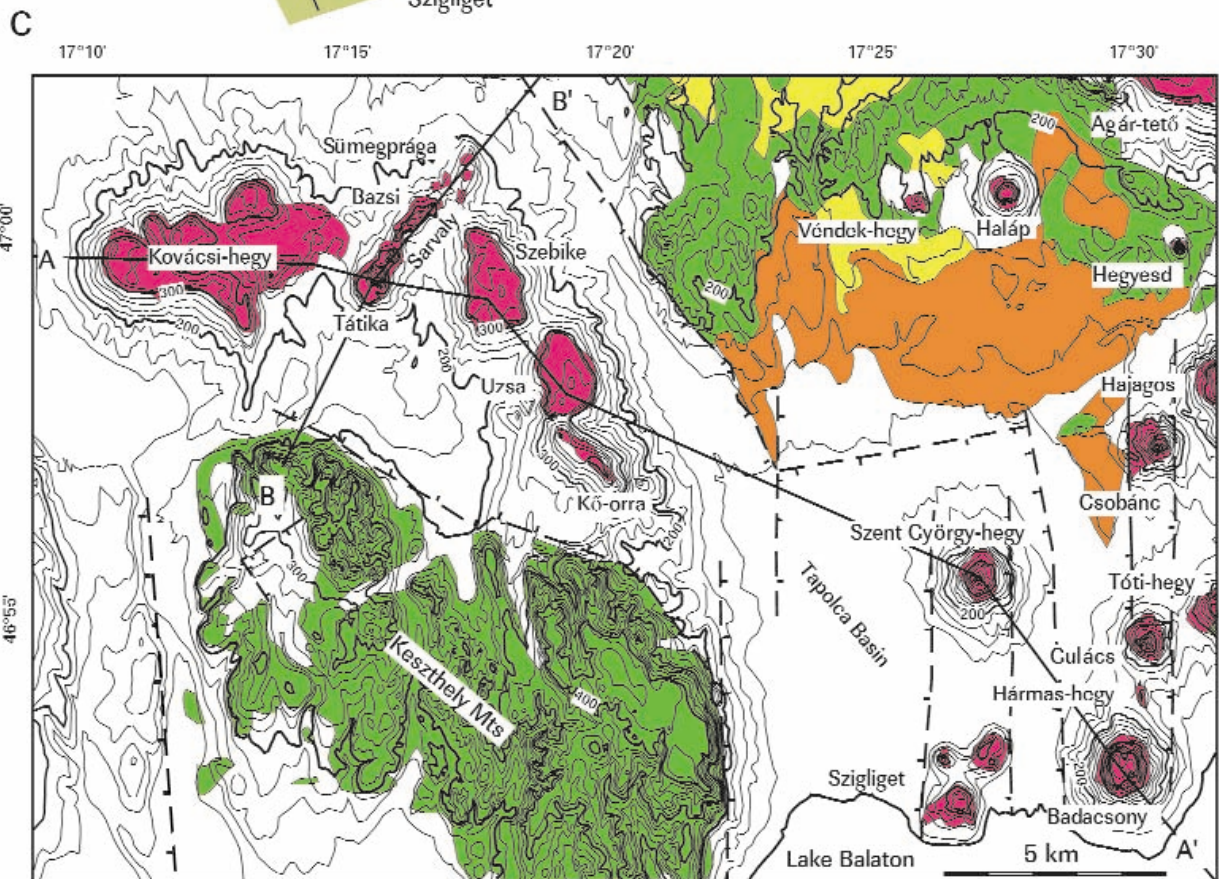 Szigliget
C
17°10'
17°15'
17°20'
17°25'
17°30'
B'
Sümegprága
200
Agár-tető
Bazsi
47°00'
Sarvaly
Véndek-hegy
Haláp
A
Kovácsi-hegy
Szebike
Hegyesd
300
200
200
Tátika
300
200
Uzsa
Hajagos
300
B
Kő-orra
Csobánc
200
Szent György-hegy
300
Tapolca Basin
Tóti-hegy
46°55'
200
Keszthely Mts
Gulács
400
Hármas-hegy
200
Szigliget
Badacsony
Lake Balaton
5 km
A'